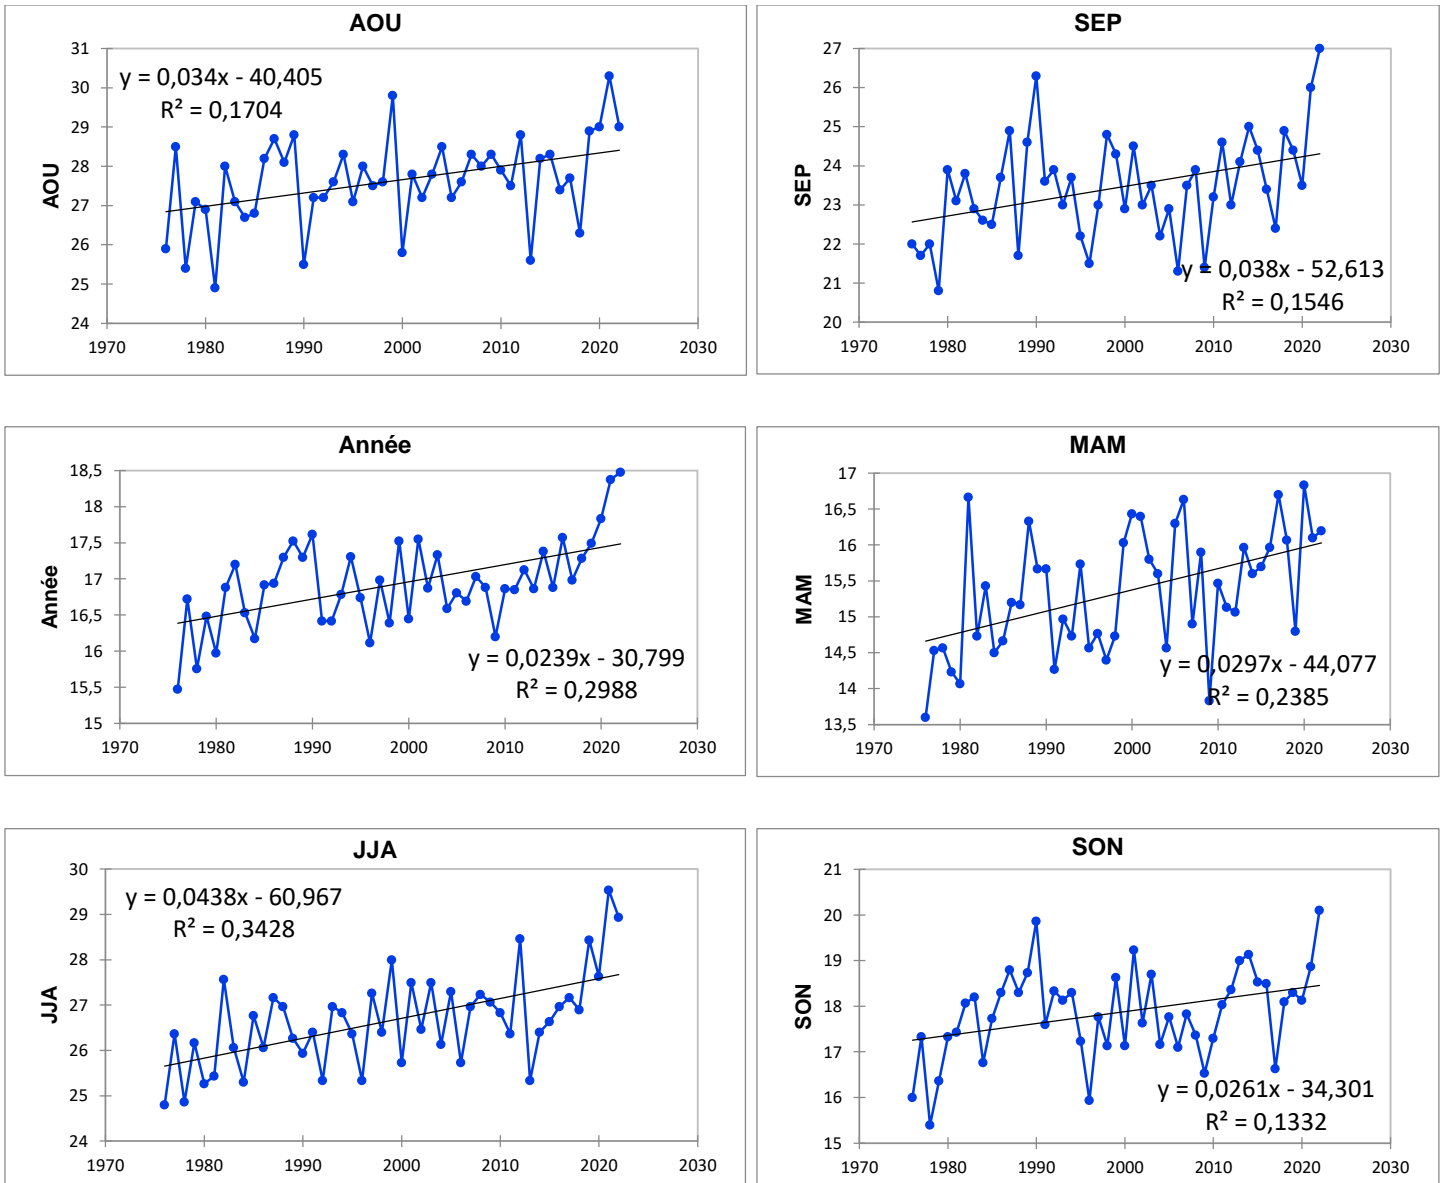 AOU
31
30
29
28
27
26
25
24
1970 1980 1990 2000 2010 2020 2030
AOU
y = 0,034x - 40,405
R² = 0,1704
SEP
27
26
25
24
23
22
21
20
1970 1980 1990 2000 2010 2020 2030
SEP
y = 0,038x - 52,613
R² = 0,1546
Année
18,5
18
17,5
17
16,5
16
15,5
15
1970 1980 1990 2000 2010 2020 2030
Année
y = 0,0239x - 30,799
R² = 0,2988
MAM
17
16,5
16
15,5
15
14,5
14
13,5
1970 1980 1990 2000 2010 2020 2030
MAM
y = 0,0297x - 44,077
R² = 0,2385
JJA
30
29
28
27
26
25
24
1970 1980 1990 2000 2010 2020 2030
JJA
y = 0,0438x - 60,967
R² = 0,3428
SON
21
20
19
18
17
16
15
1970 1980 1990 2000 2010 2020 2030
SON
y = 0,0261x - 34,301
R² = 0,1332